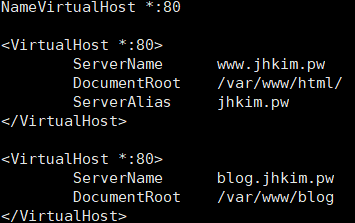 NameVirtualHost *:80
<VirtualHost *:80>
ServerName www.jhkim.pw
DocumentRoot /var/www/html/
ServerAlias jhkim.pw
</VirtualHost>
<VirtualHost *:80>
ServerName blog.jhkim.pw
DocumentRoot /var/www/blog
</VirtualHost>